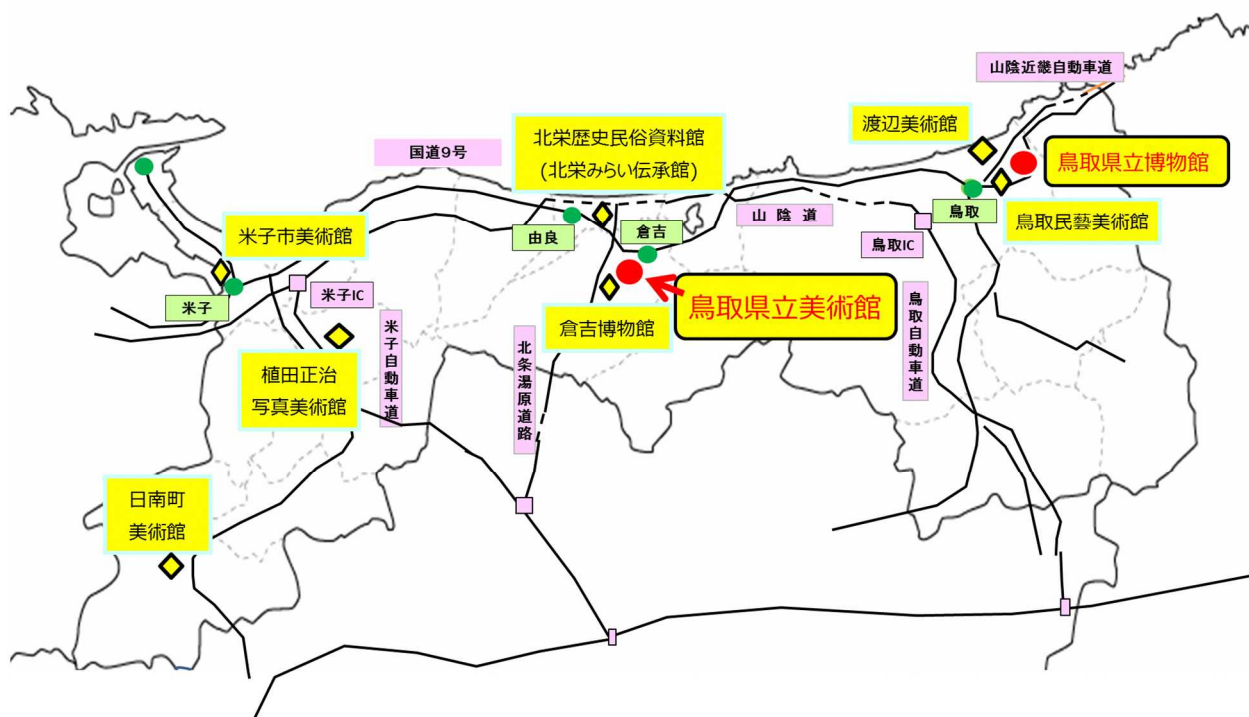 山陰近畿自動車道
渡辺美術館
北栄歴史民俗資料館
(北栄みらい伝承館)
国道9号
鳥取県立博物館
鳥取
山陰道
鳥取民藝美術館
米子市美術館
由良
倉吉
鳥取IC
米子
米子IC
倉吉博物館
鳥取県立美術館
植田正治
写真美術館
米子自動車道
北条湯原道路
鳥取自動車道
日南町
美術館